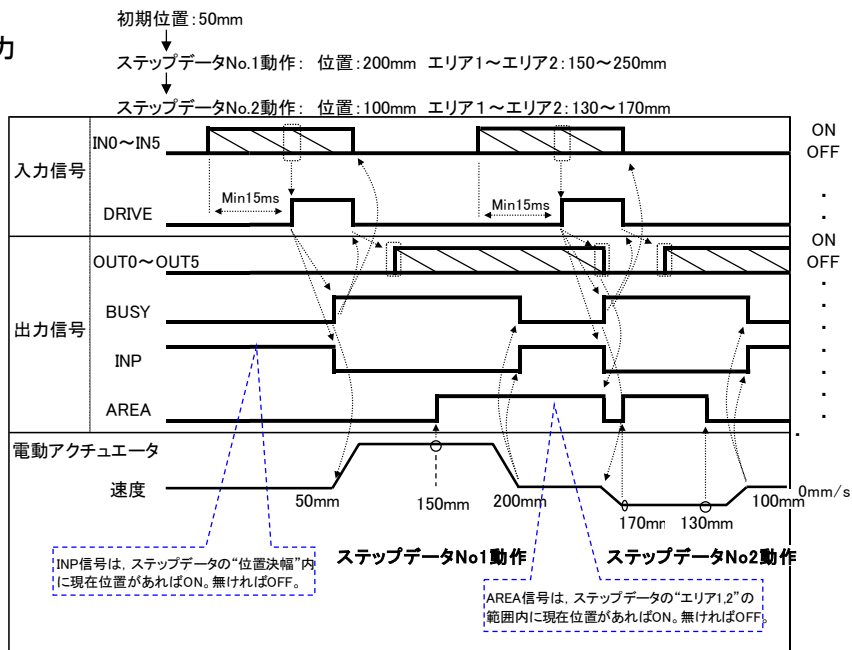 初期位置:50mm
力
ステップデータNo.1動作: 位置:200mm エリア1～エリア2:150～250mm
ステップデータNo.2動作: 位置:100mm エリア1～エリア2:130～170mm
入力信号
IN0～IN5
ON
OFF
Min15ms
Min15ms
DRIVE
出力信号
OUT0～OUT5
ON
OFF
BUSY
INP
AREA
電動アクチュエータ
速度
0mm/s
50mm
150mm
200mm
170mm
130mm
100mm
ステップデータNo1動作
ステップデータNo2動作
INP信号は，ステップデータの“位置決幅”内
に現在位置があればON。無ければOFF。
AREA信号は，ステップデータの“エリア1,2”の
範囲内に現在位置があればON。無ければOFF。